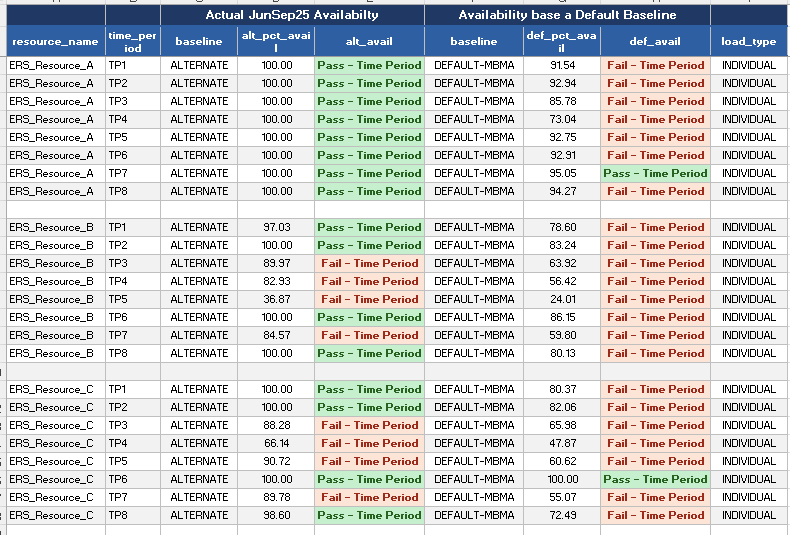 Actual JunSep25 Availabilty Availability base a Default Baseline
resource_name time_period baseline alt_pct_avail alt_avail baseline def_pct_avail def_avail load_type
ERS_Resource_A TP1 ALTERNATE 100.00 Pass - Time Period DEFAULT-MBMA 91.54 Fail - Time Period INDIVIDUAL
ERS_Resource_A TP2 ALTERNATE 100.00 Pass - Time Period DEFAULT-MBMA 92.94 Fail - Time Period INDIVIDUAL
ERS_Resource_A TP3 ALTERNATE 100.00 Pass - Time Period DEFAULT-MBMA 85.78 Fail - Time Period INDIVIDUAL
ERS_Resource_A TP4 ALTERNATE 100.00 Pass - Time Period DEFAULT-MBMA 73.04 Fail - Time Period INDIVIDUAL
ERS_Resource_A TP5 ALTERNATE 100.00 Pass - Time Period DEFAULT-MBMA 92.75 Fail - Time Period INDIVIDUAL
ERS_Resource_A TP6 ALTERNATE 100.00 Pass - Time Period DEFAULT-MBMA 92.91 Fail - Time Period INDIVIDUAL
ERS_Resource_A TP7 ALTERNATE 100.00 Pass - Time Period DEFAULT-MBMA 95.05 Pass - Time Period INDIVIDUAL
ERS_Resource_A TP8 ALTERNATE 100.00 Pass - Time Period DEFAULT-MBMA 94.27 Fail - Time Period INDIVIDUAL
ERS_Resource_B TP1 ALTERNATE 97.03 Pass - Time Period DEFAULT-MBMA 78.60 Fail - Time Period INDIVIDUAL
ERS_Resource_B TP2 ALTERNATE 100.00 Pass - Time Period DEFAULT-MBMA 83.24 Fail - Time Period INDIVIDUAL
ERS_Resource_B TP3 ALTERNATE 89.97 Fail - Time Period DEFAULT-MBMA 63.92 Fail - Time Period INDIVIDUAL
ERS_Resource_B TP4 ALTERNATE 82.93 Fail - Time Period DEFAULT-MBMA 56.42 Fail - Time Period INDIVIDUAL
ERS_Resource_B TP5 ALTERNATE 36.87 Fail - Time Period DEFAULT-MBMA 24.01 Fail - Time Period INDIVIDUAL
ERS_Resource_B TP6 ALTERNATE 100.00 Pass - Time Period DEFAULT-MBMA 86.15 Fail - Time Period INDIVIDUAL
ERS_Resource_B TP7 ALTERNATE 84.57 Fail - Time Period DEFAULT-MBMA 59.80 Fail - Time Period INDIVIDUAL
ERS_Resource_B TP8 ALTERNATE 100.00 Pass - Time Period DEFAULT-MBMA 80.13 Fail - Time Period INDIVIDUAL
ERS_Resource_C TP1 ALTERNATE 100.00 Pass - Time Period DEFAULT-MBMA 80.37 Fail - Time Period INDIVIDUAL
ERS_Resource_C TP2 ALTERNATE 100.00 Pass - Time Period DEFAULT-MBMA 82.06 Fail - Time Period INDIVIDUAL
ERS_Resource_C TP3 ALTERNATE 88.28 Fail - Time Period DEFAULT-MBMA 65.98 Fail - Time Period INDIVIDUAL
ERS_Resource_C TP4 ALTERNATE 66.14 Fail - Time Period DEFAULT-MBMA 47.87 Fail - Time Period INDIVIDUAL
ERS_Resource_C TP5 ALTERNATE 90.72 Fail - Time Period DEFAULT-MBMA 60.62 Fail - Time Period INDIVIDUAL
ERS_Resource_C TP6 ALTERNATE 100.00 Pass - Time Period DEFAULT-MBMA 100.00 Pass - Time Period INDIVIDUAL
ERS_Resource_C TP7 ALTERNATE 89.78 Fail - Time Period DEFAULT-MBMA 55.07 Fail - Time Period INDIVIDUAL
ERS_Resource_C TP8 ALTERNATE 98.60 Pass - Time Period DEFAULT-MBMA 72.49 Fail - Time Period INDIVIDUAL